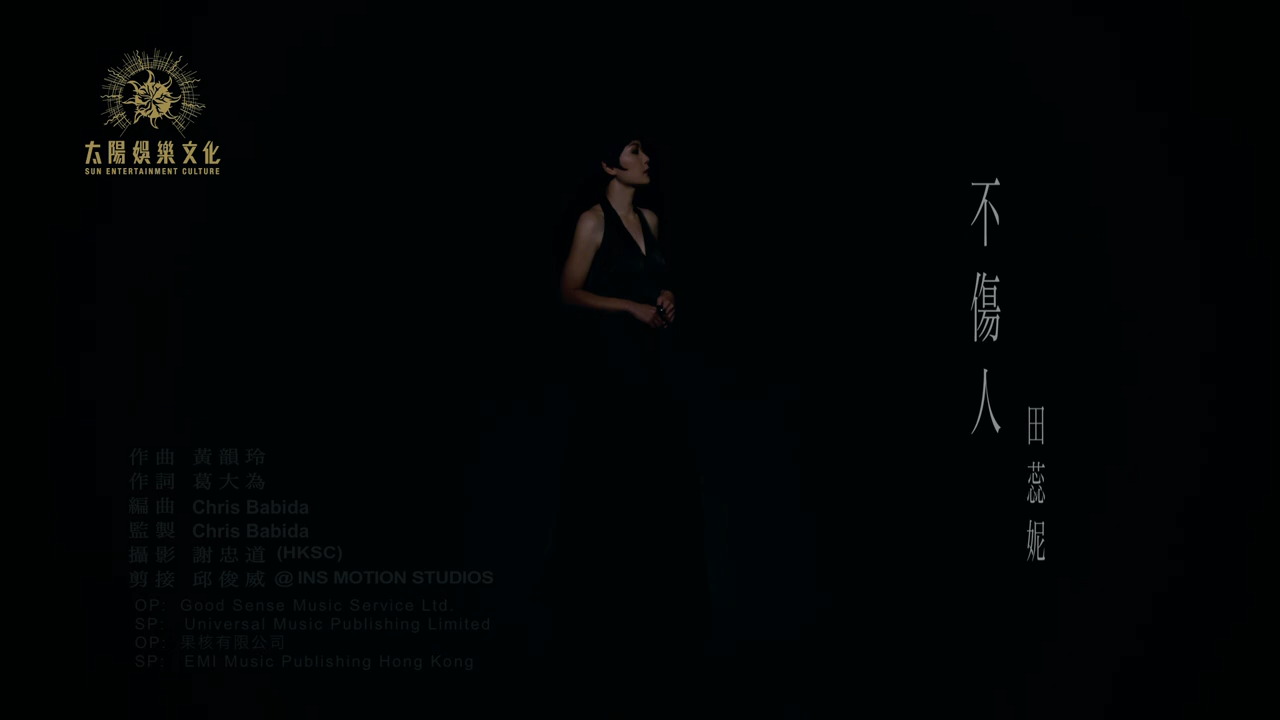 太陽娛樂文化
SUN ENTERTAINMENT CULTURE
不傷人
田蕊妮
作曲 黃韻玲
作詞 葛大為
編曲 Chris Babida
監製 Chris Babida
攝影 謝忠道 (HKSC)
剪接 邱俊威 @ INS MOTION STUDIOS
OP: Good Sense Music Service Ltd.
SP: Universal Music Publishing Limited
OP: 果核有限公司
SP: EMI Music Publishing Hong Kong